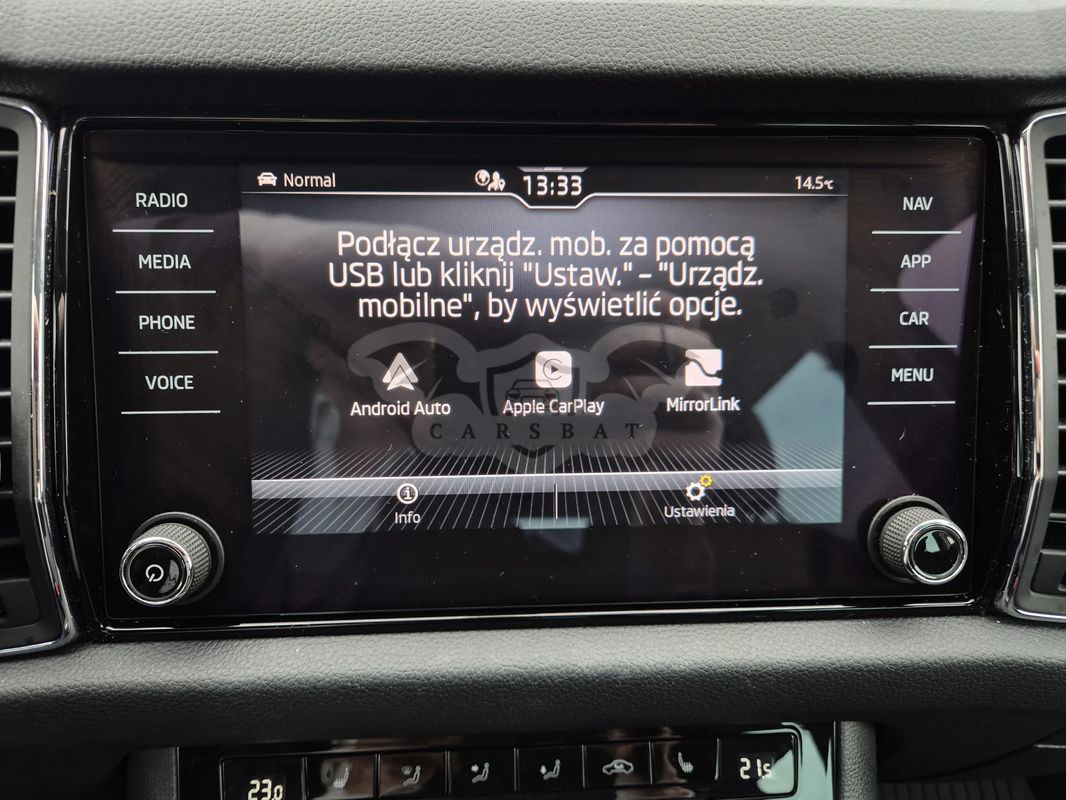 Normal
13:33
14.5°C
RADIO
MEDIA
PHONE
VOICE
NAV
APP
CAR
MENU
Podłącz urządz. mob. za pomocą
USB lub kliknij "Ustaw." - "Urządz.
mobilne", by wyświetlić opcje.
Android Auto
Apple CarPlay
MirrorLink
CARSBAT
Info
Ustawienia
23.0
21.5